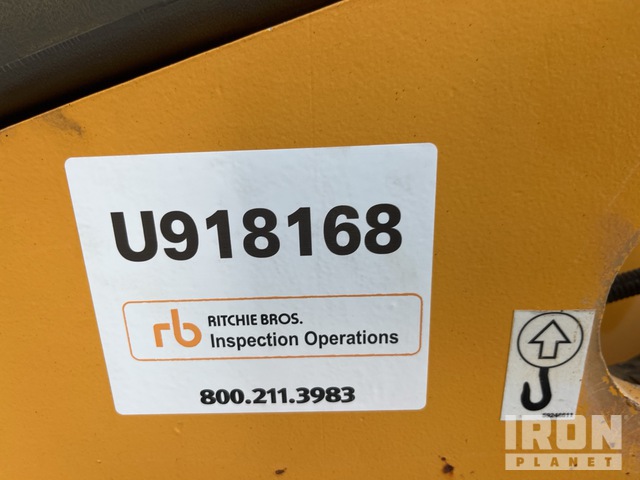 U918168
rb RITCHIE BROS.
Inspection Operations
800.211.3983
IRON
PLANET